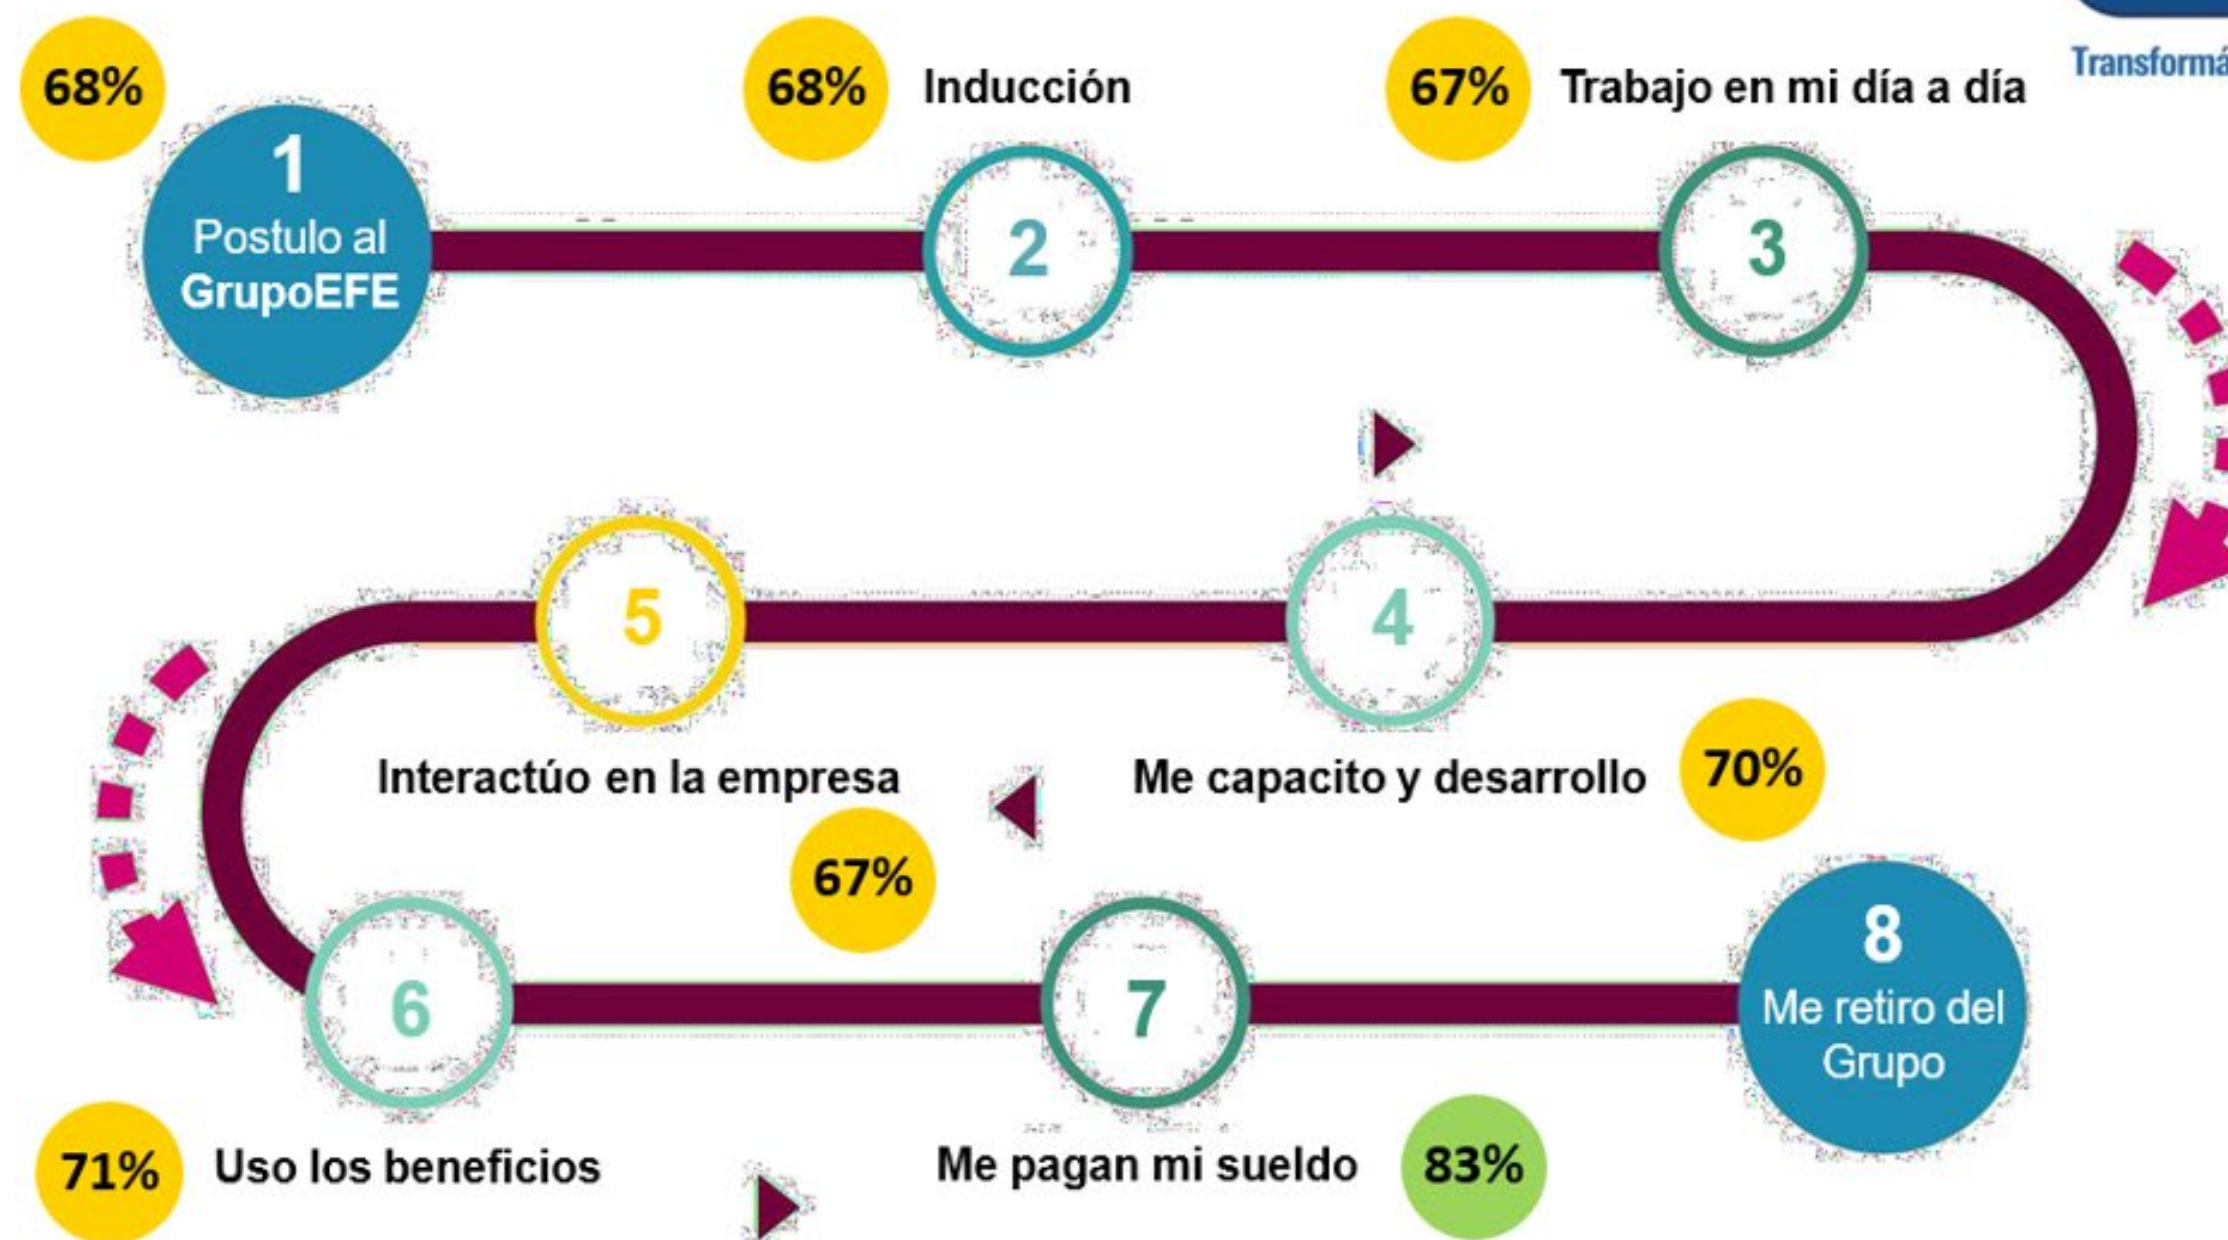 68%
1
Postulo al
GrupoEFE
68%
Inducción
2
67%
Trabajo en mi día a día
3
4
Me capacito y desarrollo
70%
5
Interactúo en la empresa
67%
6
71%
Uso los beneficios
7
Me pagan mi sueldo
83%
8
Me retiro del
Grupo